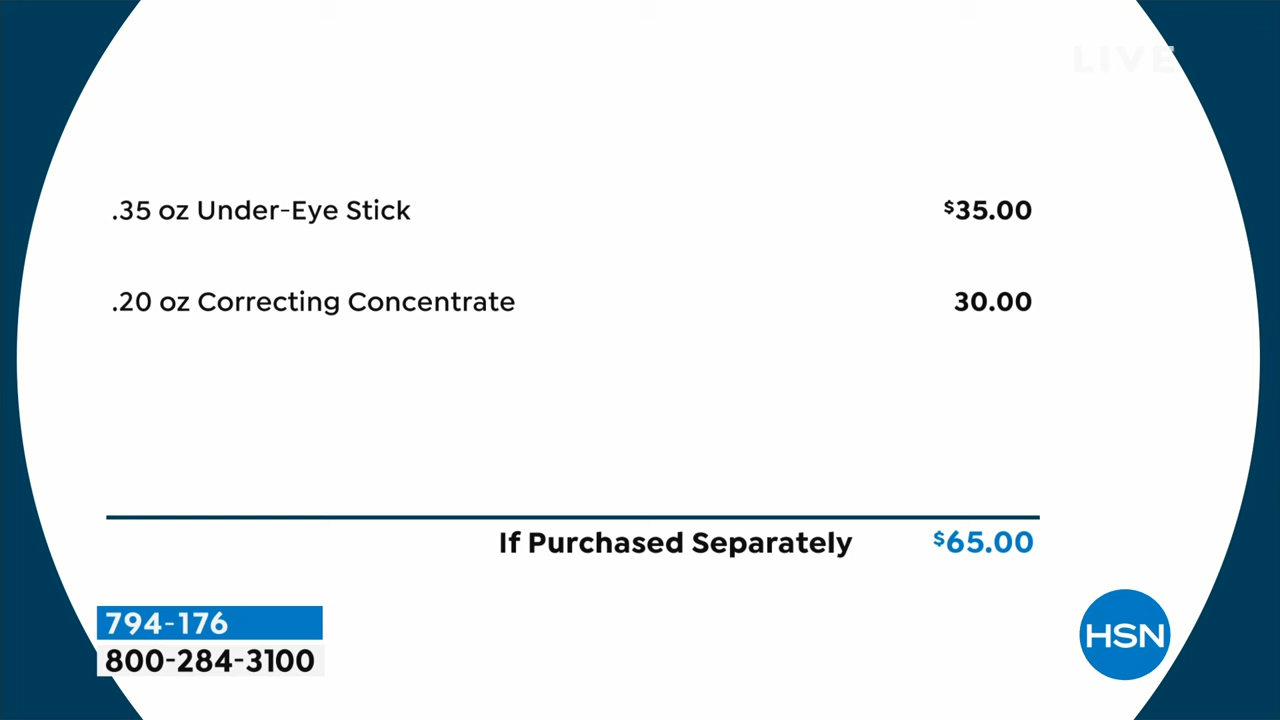 LIVE
.35 oz Under-Eye Stick $35.00
.20 oz Correcting Concentrate 30.00
If Purchased Separately $65.00
794-176
800-284-3100
HSN